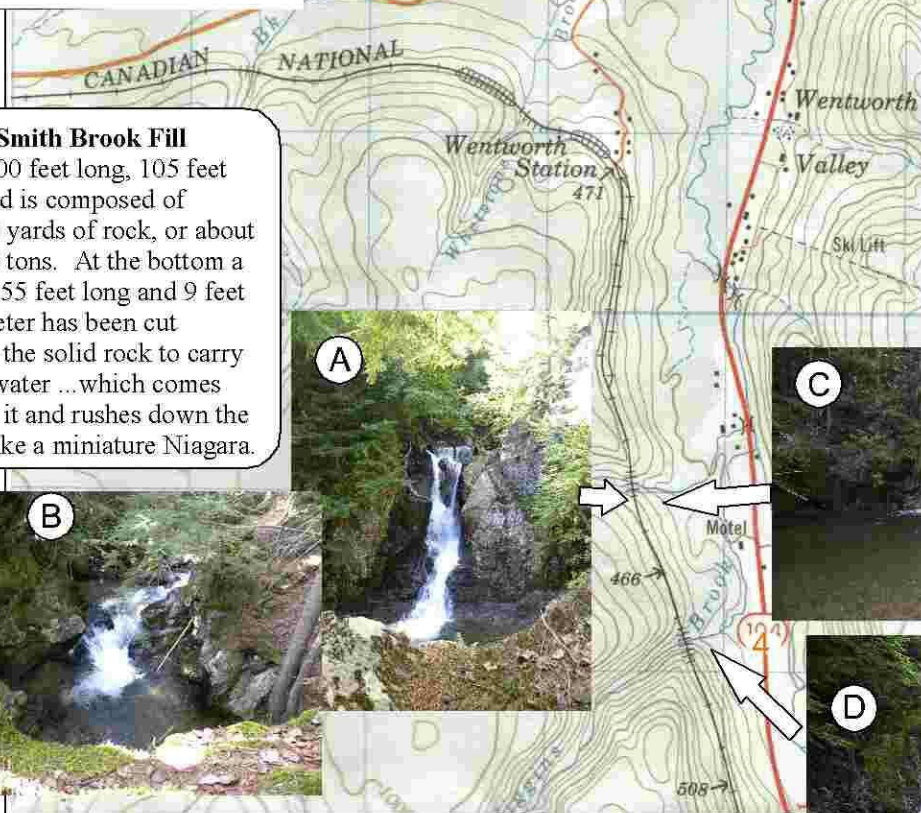 CANADIAN NATIONAL
Bk
Smith Brook Fill
00 feet long, 105 feet
d is composed of
yards of rock, or about
tons. At the bottom a
55 feet long and 9 feet
eter has been cut
the solid rock to carry
water ...which comes
it and rushes down the
ke a miniature Niagara.
Wentworth
Valley
Wentworth
Station
471
Ski Lift
A
B
C
D
Motel
466
Brook
508